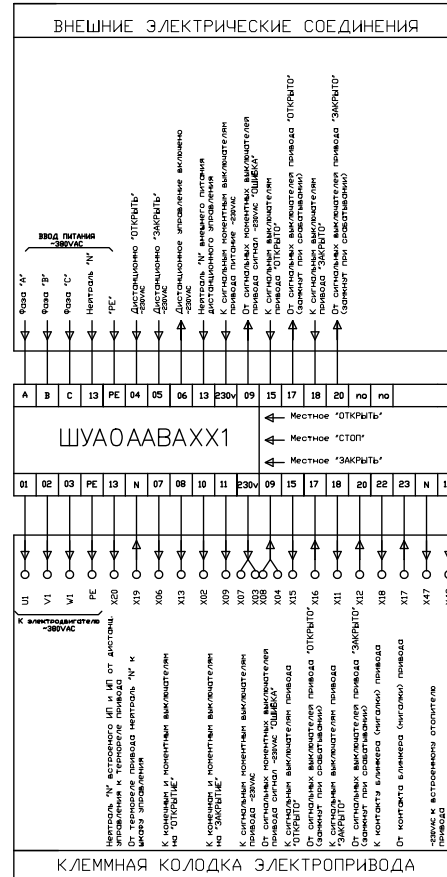 ВНЕШНИЕ ЭЛЕКТРИЧЕСКИЕ СОЕДИНЕНИЯ
ВВОД ПИТАНИЯ
~380VAC
Фаза "А"
Фаза "В"
Фаза "С"
Нейтраль "N"
"РЕ"
Дистанционно "ОТКРЫТЬ"
~230VAC
Дистанционно "ЗАКРЫТЬ"
~230VAC
Дистанционное управление включено
~230VAC
Нейтраль "N" внешнего питания
дистанционного управления
К сигнальным моментным выключателям
привода питание ~230VAC
От сигнальных моментных выключателей
привода сигнал ~230VAC "ОШИБКА"
К сигнальным выключателям
привода "ОТКРЫТО"
От сигнальных выключателей привода "ОТКРЫТО"
(замкнут при срабатывании)
К сигнальным выключателям
привода "ЗАКРЫТО"
От сигнальных выключателей привода "ЗАКРЫТО"
(замкнут при срабатывании)
A B C 13 PE 04 05 06 13 230v 09 15 17 18 20 no no
ШУАОААВАХХ1
Местное "ОТКРЫТЬ"
Местное "СТОП"
Местное "ЗАКРЫТЬ"
01 02 03 PE 13 N 07 08 10 11 230v 09 15 17 18 20 22 23 N
U1 V1 W1 PE X20 X19 X06 X13 X02 X09 X07 X03 X08 X04 X15 X16 X11 X12 X18 X17 X47
К электродвигателю
~380VAC
Нейтраль "N" встроенного ИП и ИП от дистанц.
управления к термореле привода
От термореле привода нейтраль "N" к
шкафу управления
К конечным и моментным выключателям
на "ОТКРЫТИЕ"
К конечным и моментным выключателям
на "ЗАКРЫТИЕ"
К сигнальным моментным выключателям
привода ~230VAC
От сигнальных моментных выключателей
привода сигнал ~230VAC "ОШИБКА"
К сигнальным выключателям привода
"ОТКРЫТО"
От сигнальных выключателей привода "ОТКРЫТО"
(замкнут при срабатывании)
К сигнальным выключателям привода
"ЗАКРЫТО"
От сигнальных выключателей привода "ЗАКРЫТО"
(замкнут при срабатывании)
К контакту блинкера (мигалки) привода
От контакта блинкера (мигалки) привода
~230VAC к встроенному отопителю
привода
КЛЕММНАЯ КОЛОДКА ЭЛЕКТРОПРИВОДА